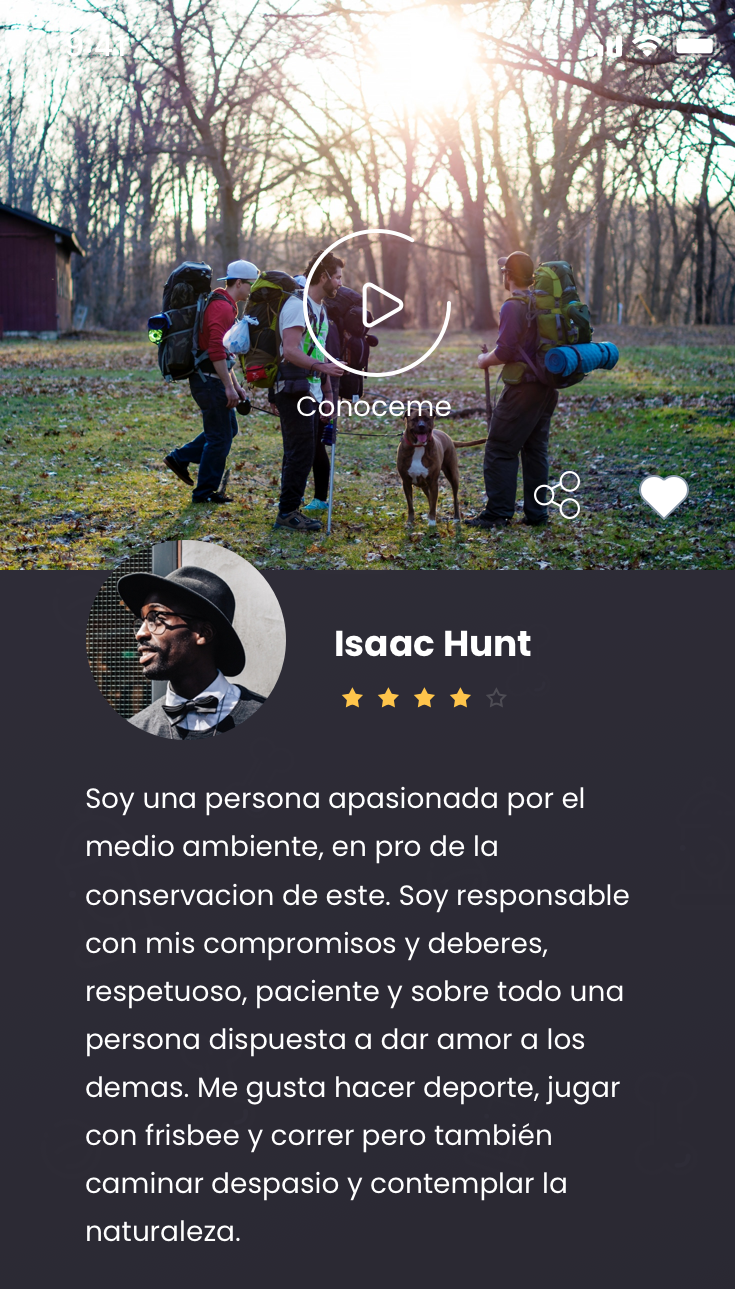 Conoceme
Isaac Hunt
Soy una persona apasionada por el
medio ambiente, en pro de la
conservacion de este. Soy responsable
con mis compromisos y deberes,
respetuoso, paciente y sobre todo una
persona dispuesta a dar amor a los
demas. Me gusta hacer deporte, jugar
con frisbee y correr pero también
caminar despasio y contemplar la
naturaleza.